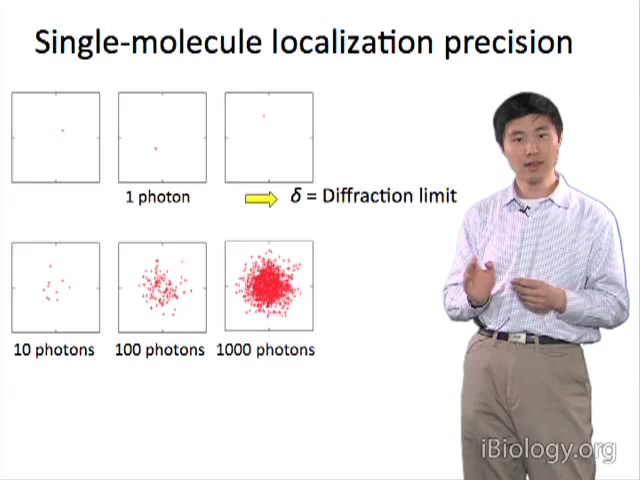 Single-molecule localization precision
1 photon
δ = Diffraction limit
10 photons
100 photons
1000 photons
iBiology.org